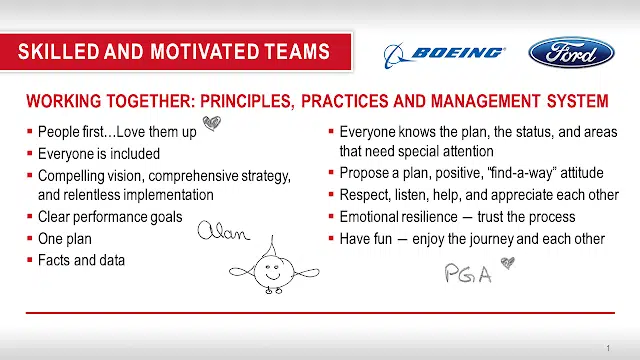 SKILLED AND MOTIVATED TEAMS
BOEING
Ford
WORKING TOGETHER: PRINCIPLES, PRACTICES AND MANAGEMENT SYSTEM
▪ People first…Love them up
▪ Everyone is included
▪ Compelling vision, comprehensive strategy,
and relentless implementation
▪ Clear performance goals
▪ One plan
▪ Facts and data
Alan
▪ Everyone knows the plan, the status, and areas
that need special attention
▪ Propose a plan, positive, “find-a-way” attitude
▪ Respect, listen, help, and appreciate each other
▪ Emotional resilience — trust the process
▪ Have fun — enjoy the journey and each other
PGA
1